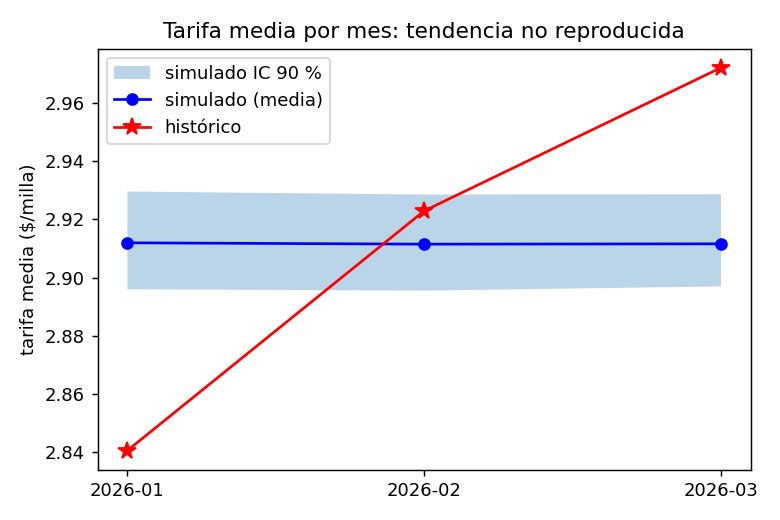 Tarifa media por mes: tendencia no reproducida
simulado IC 90 %
simulado (media)
histórico
tarifa media ($/milla)
2.96
2.94
2.92
2.90
2.88
2.86
2.84
2026-01
2026-02
2026-03